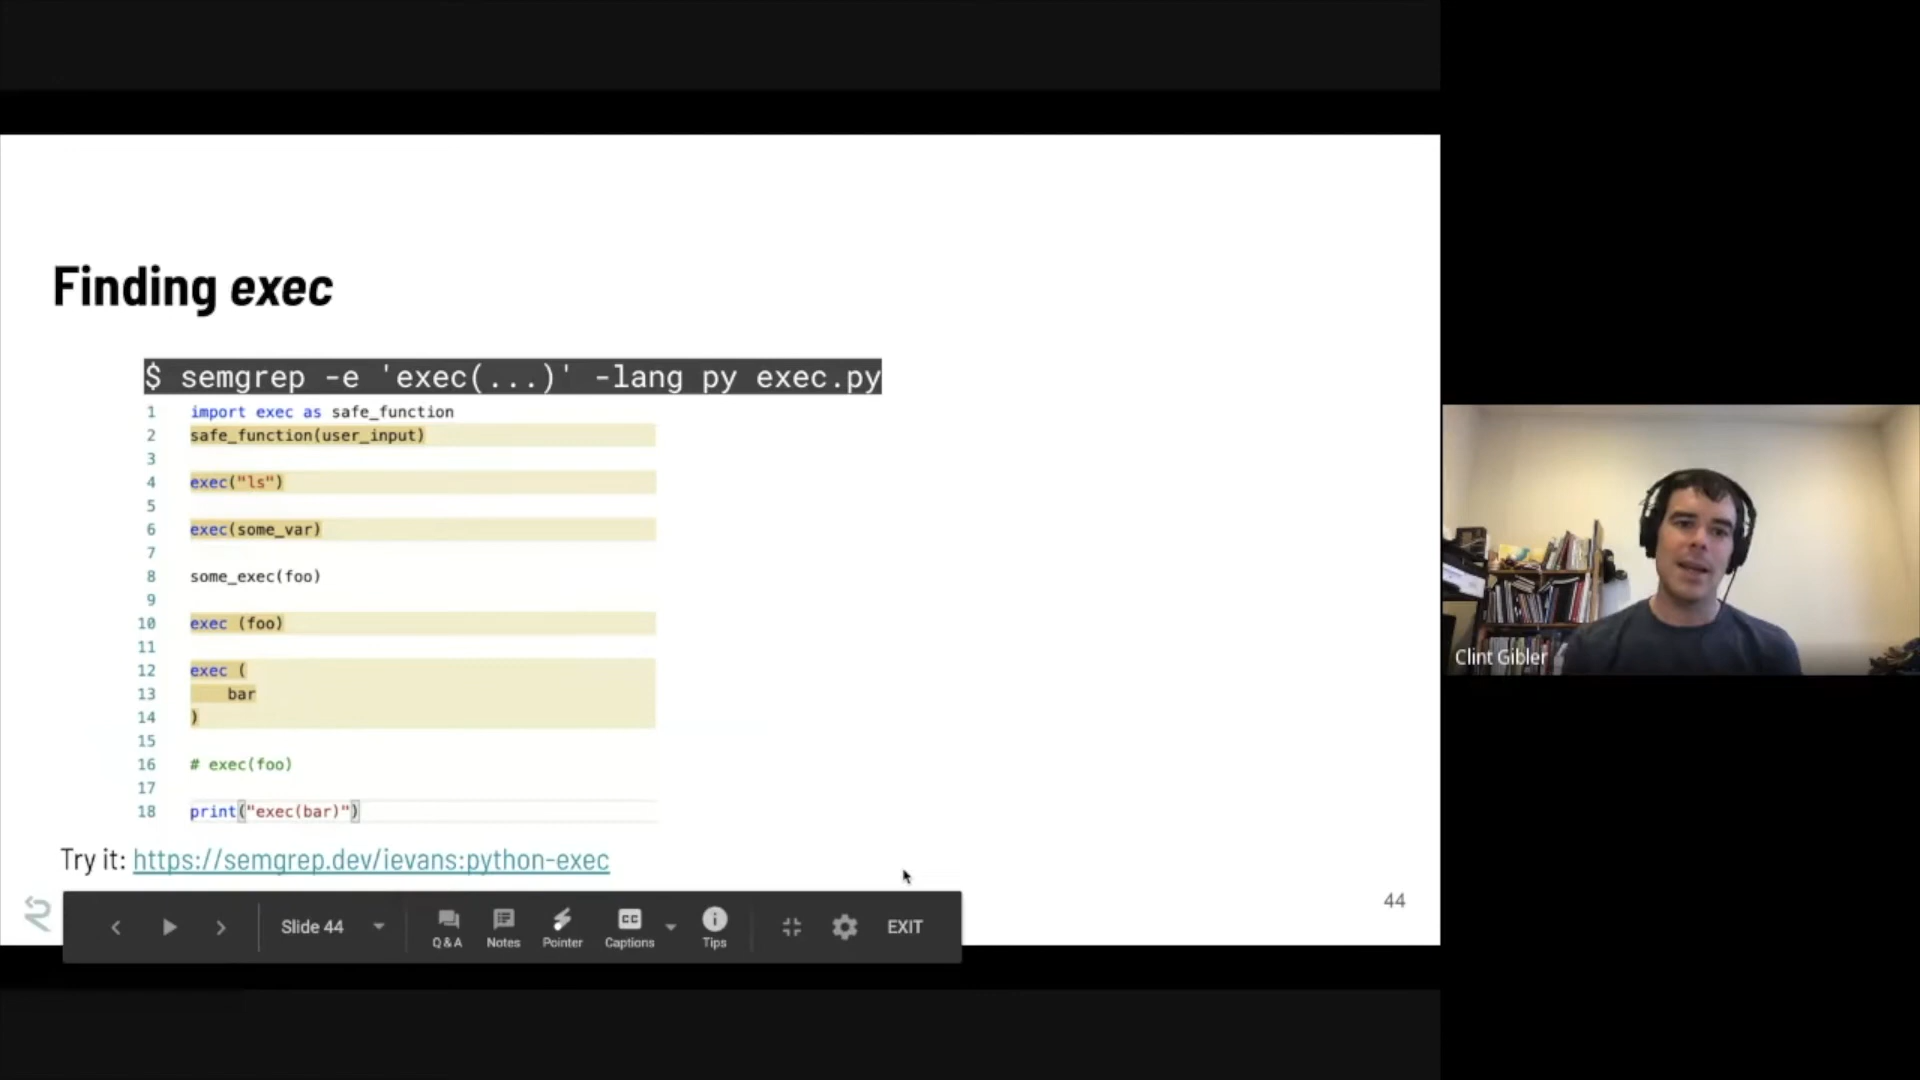 Finding exec
$ semgrep -e 'exec(...)' -lang py exec.py
1 import exec as safe_function
2 safe_function(user_input)
3
4 exec("ls")
5
6 exec(some_var)
7
8 some_exec(foo)
9
10 exec (foo)
11
12 exec (
13 bar
14 )
15
16 # exec(foo)
17
18 print("exec(bar)")
Try it: https://semgrep.dev/ievans:python-exec
44
Slide 44
Q&A
Notes
CC
Pointer
Captions
Tips
EXIT
Clint Gibler